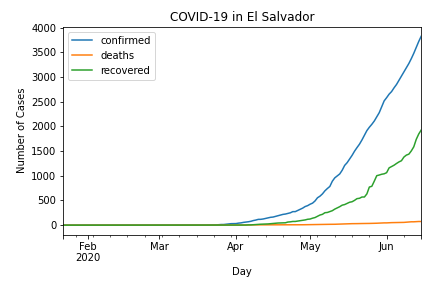 COVID-19 in El Salvador
4000
3500
3000
2500
2000
1500
1000
500
0
Number of Cases
confirmed
deaths
recovered
Feb
2020
Mar
Apr
May
Jun
Day